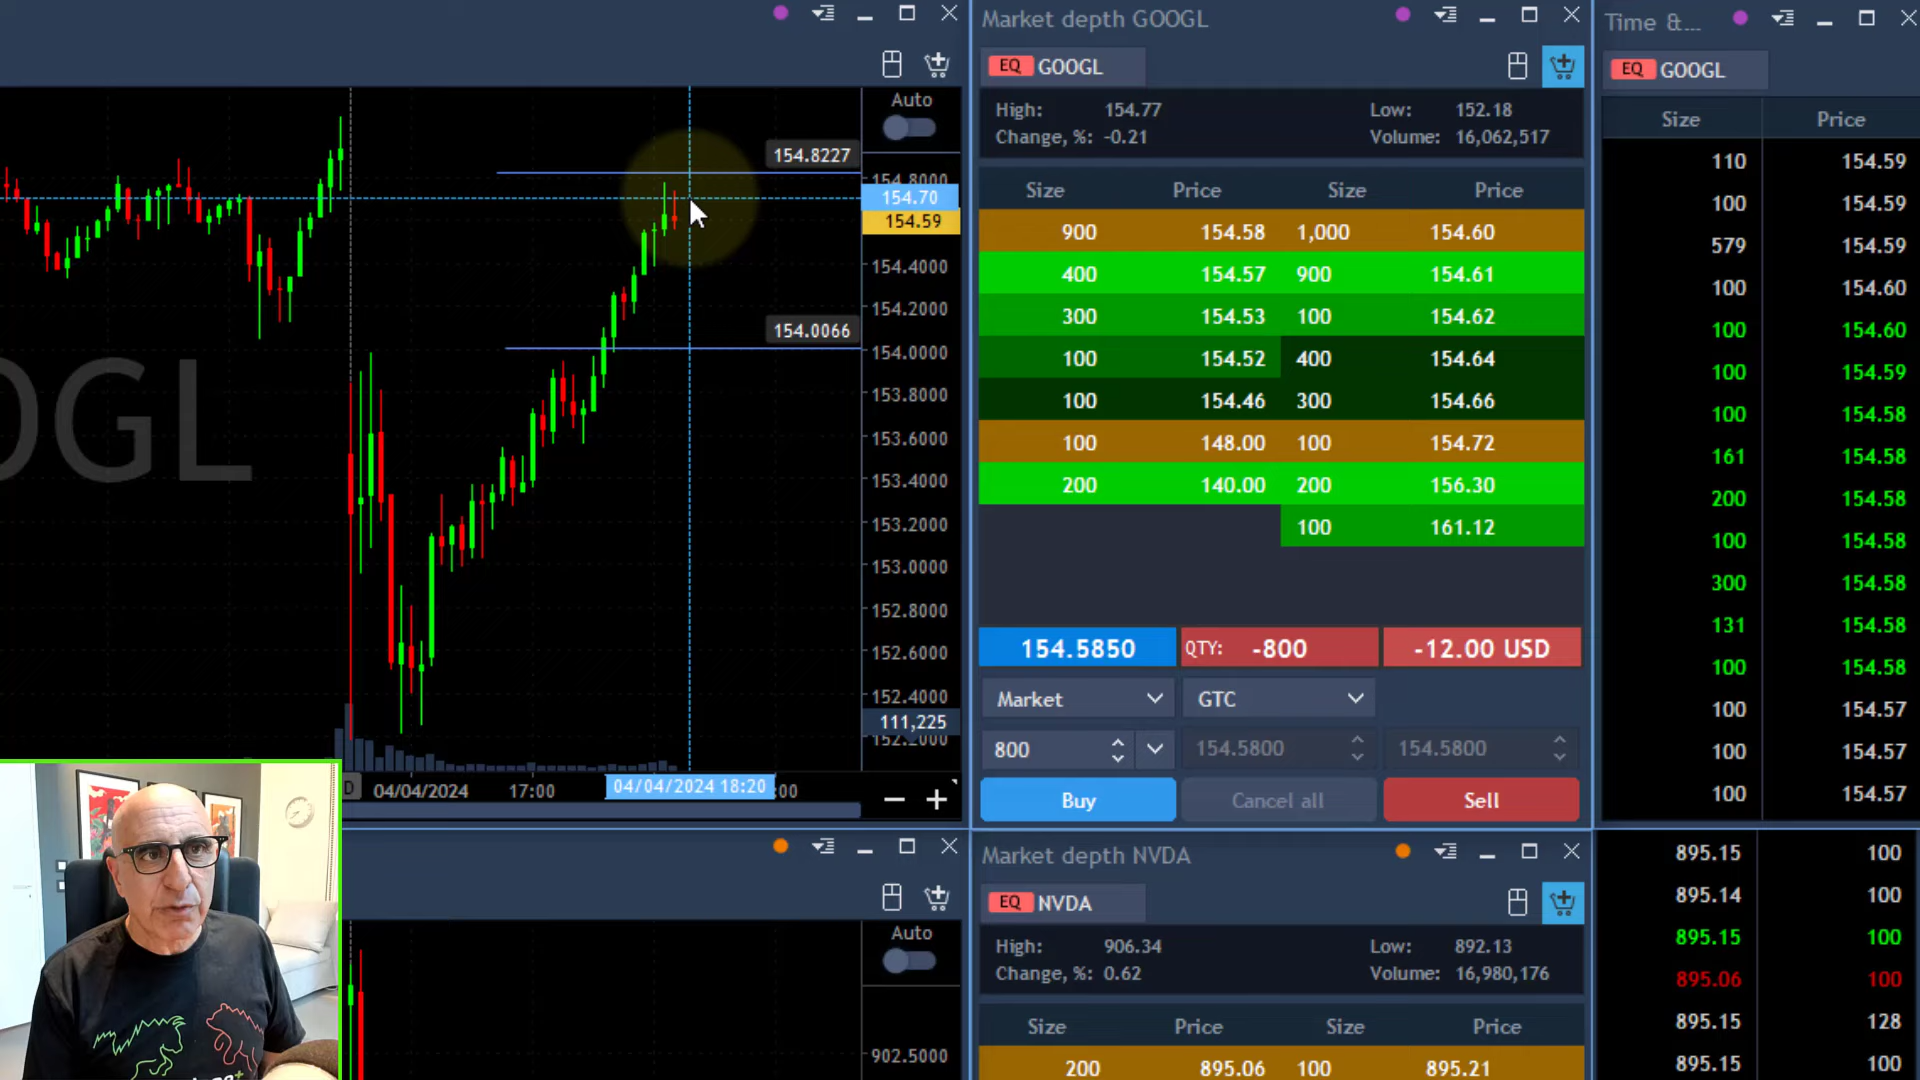 Auto
154.8227
154.8000
154.70
154.59
154.4000
154.2000
154.0066
154.0000
153.8000
153.6000
153.4000
153.2000
153.0000
152.8000
152.6000
152.4000
111,225
152.2000
OGL
04/04/2024
17:00
04/04/2024 18:20
:00
Market depth GOOGL
EQ GOOGL
High: 154.77 Low: 152.18
Change, %: -0.21 Volume: 16,062,517
Size Price Size Price
900 154.58 1,000 154.60
400 154.57 900 154.61
300 154.53 100 154.62
100 154.52 400 154.64
100 154.46 300 154.66
100 148.00 100 154.72
200 140.00 200 156.30
100 161.12
154.5850 QTY: -800 -12.00 USD
Market GTC
800 154.5800 154.5800
Buy Cancel all Sell
Time &...
EQ GOOGL
Size Price
110 154.59
100 154.59
579 154.59
100 154.60
100 154.60
100 154.59
100 154.58
161 154.58
200 154.58
100 154.58
300 154.58
131 154.58
100 154.58
100 154.57
100 154.57
100 154.57
Auto
902.5000
Market depth NVDA
EQ NVDA
High: 906.34 Low: 892.13
Change, %: 0.62 Volume: 16,980,176
Size Price Size Price
200 895.06 100 895.21
895.15 100
895.14 100
895.15 100
895.06 100
895.15 128
895.15 100